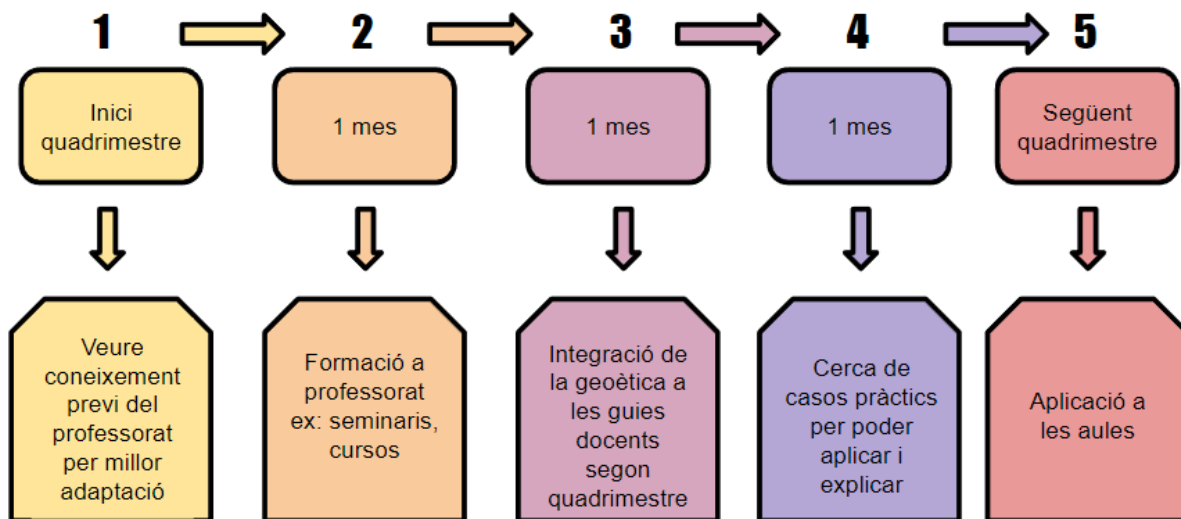 1
2
3
4
5
Inici
quadrimestre
1 mes
1 mes
1 mes
Següent
quadrimestre
Veure
coneixement
previ del
professorat
per millor
adaptació
Formació a
professorat
ex: seminaris,
cursos
Integració de
la geoètica a
les guies
docents
segon
quadrimestre
Cerca de
casos pràctics
per poder
aplicar i
explicar
Aplicació a
les aules